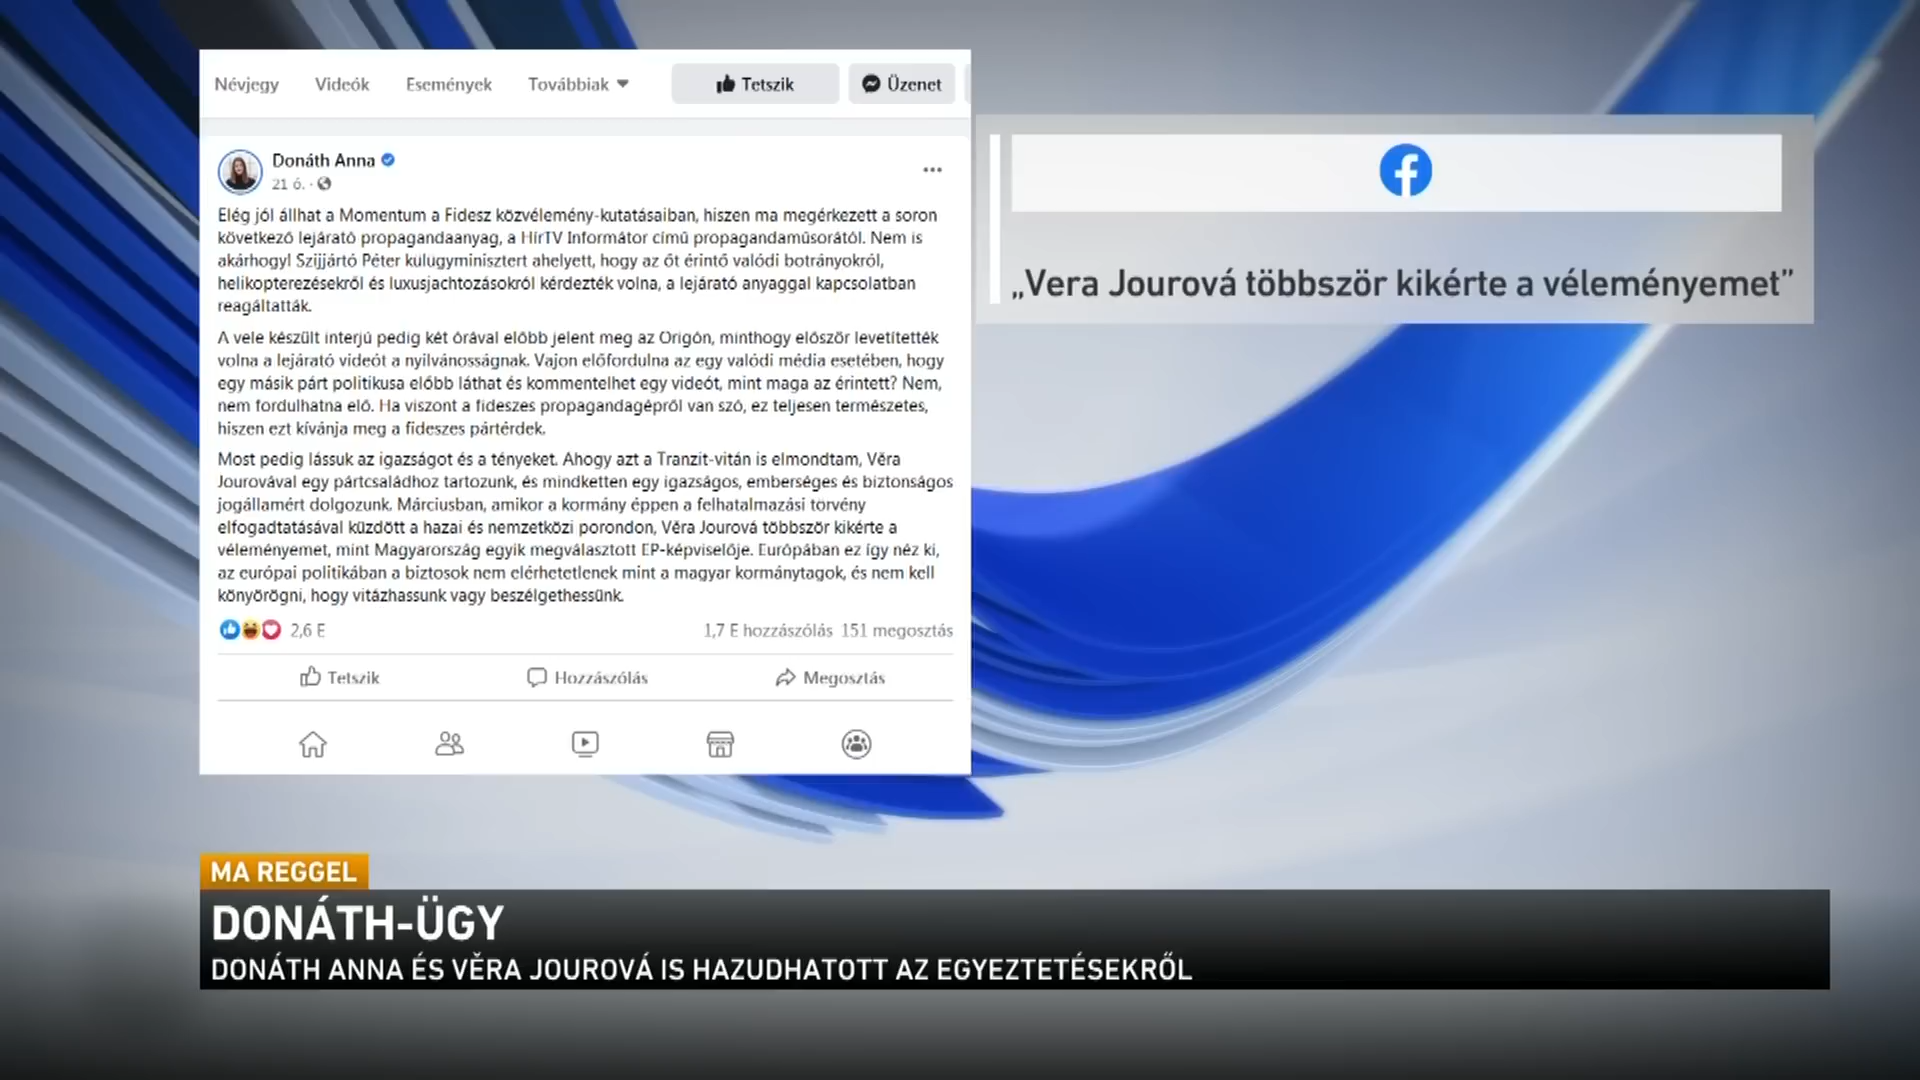 Névjegy Videók Események Továbbiak Tetszik Üzenet
Donáth Anna
21 ó.
Elég jól állhat a Momentum a Fidesz közvélemény-kutatásaiban, hiszen ma megérkezett a soron
következő lejárató propagandaanyag, a HírTV Informátor című propagandaműsorától. Nem is
akárhogy! Szijjártó Péter kulugyminisztert ahelyett, hogy az őt érintő valódi botrányokról,
helikopterezésekről és luxusjachtozásokról kérdezték volna, a lejárató anyaggal kapcsolatban
reagáltatták.
A vele készült interjú pedig két órával előbb jelent meg az Origón, minthogy először levetítették
volna a lejárató videót a nyilvánosságnak. Vajon előfordulna az egy valódi média esetében, hogy
egy másik párt politikusa előbb láthat és kommentelhet egy videót, mint maga az érintett? Nem,
nem fordulhatna elő. Ha viszont a fideszes propagandagépről van szó, ez teljesen természetes,
hiszen ezt kívánja meg a fideszes pártérdek.
Most pedig lássuk az igazságot és a tényeket. Ahogy azt a Tranzit-vitán is elmondtam, Věra
Jourovával egy pártcsaládhoz tartozunk, és mindketten egy igazságos, emberséges és biztonságos
jogállamért dolgozunk. Márciusban, amikor a kormány éppen a felhatalmazási törvény
elfogadtatásával küzdött a hazai és nemzetközi porondon, Věra Jourová többször kikérte a
véleményemet, mint Magyarország egyik megválasztott EP-képviselője. Európában ez így néz ki,
az európai politikában a biztosok nem elérhetetlenek mint a magyar kormánytagok, és nem kell
könyörögni, hogy vitázhassunk vagy beszélgethessünk.
2,6 E 1,7 E hozzászólás 151 megosztás
Tetszik Hozzászólás Megosztás
„Vera Jourová többször kikérte a véleményemet”
MA REGGEL
DONÁTH-ÜGY
DONÁTH ANNA ÉS VĚRA JOUROVÁ IS HAZUDHATOTT AZ EGYEZTETÉSEKRŐL